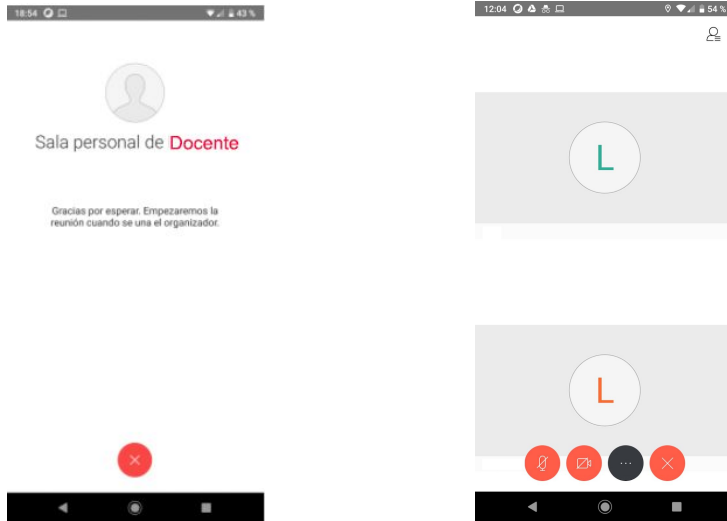 18:54
43 %
Sala personal de Docente
Gracias por esperar. Empezaremos la
reunión cuando se una el organizador.
12:04
54 %
L
L